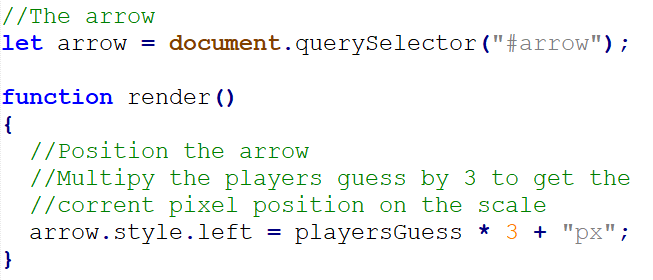 //The arrow
let arrow = document.querySelector("#arrow");
function render()
{
//Position the arrow
//Multipy the players guess by 3 to get the
//corrent pixel position on the scale
arrow.style.left = playersGuess * 3 + "px";
}